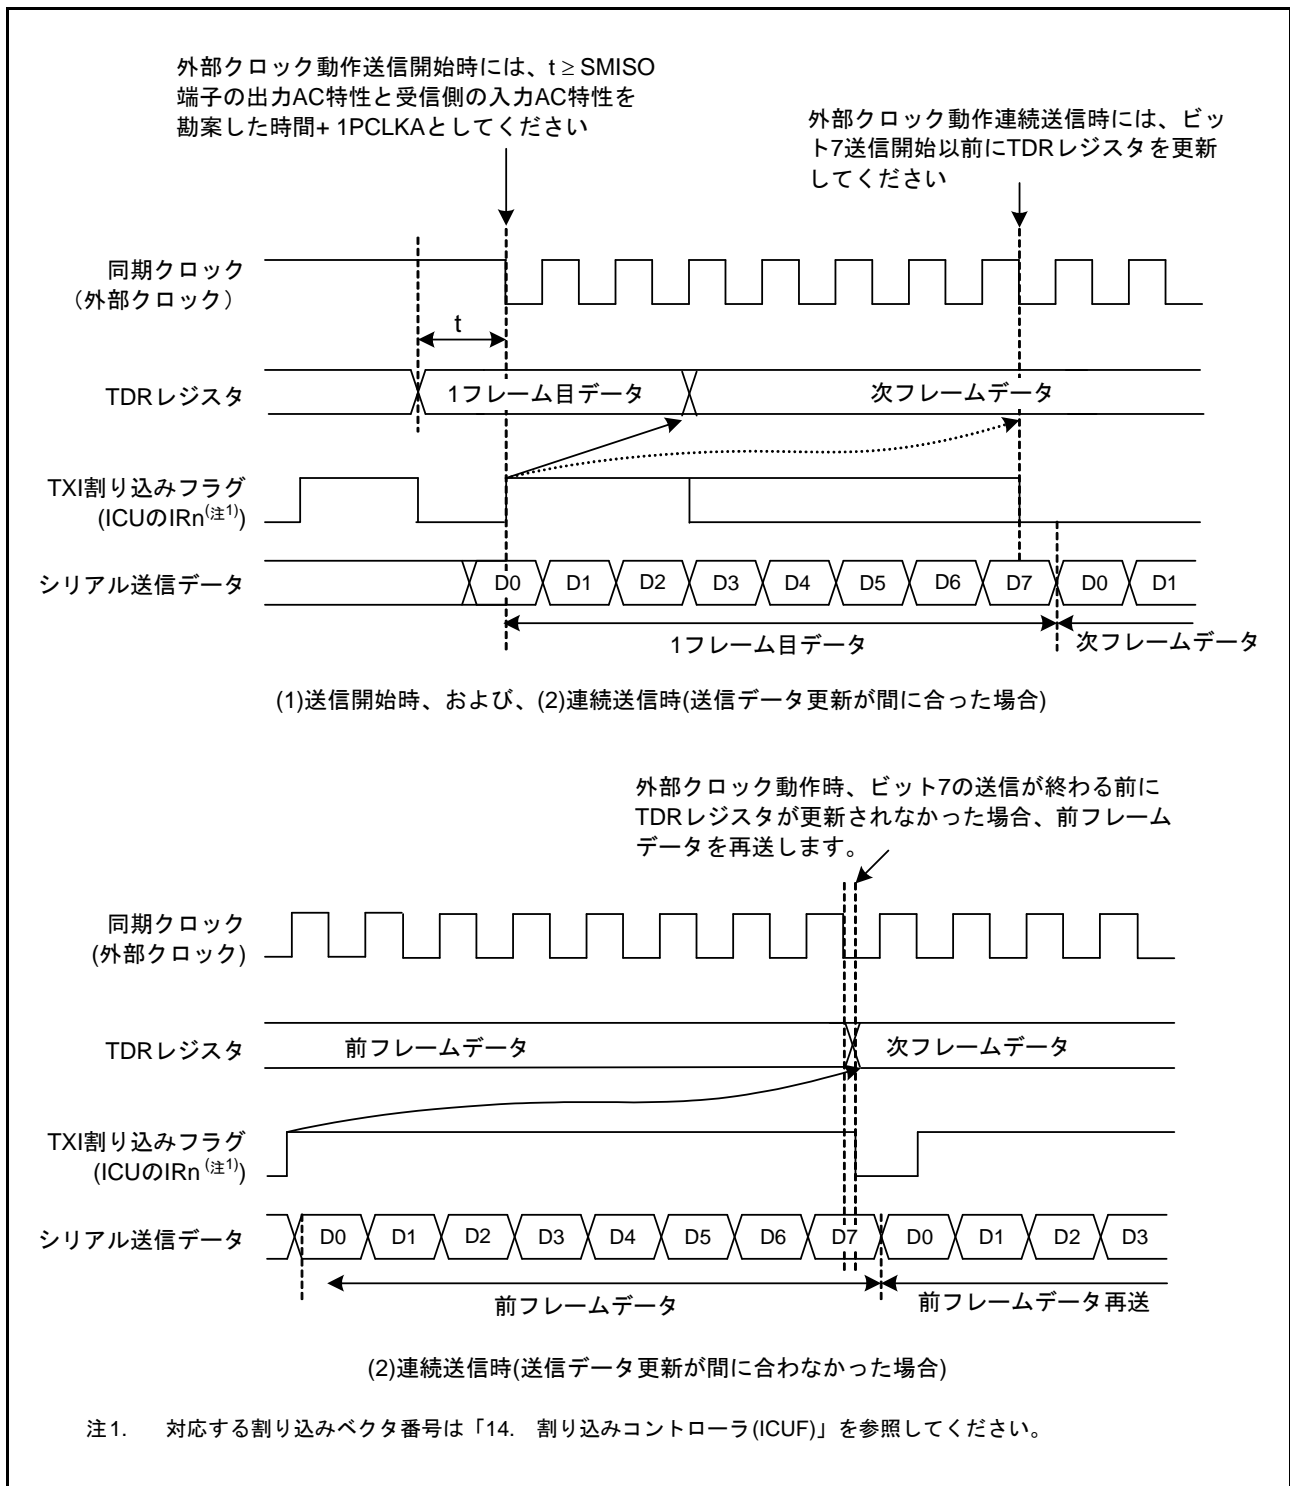 外部クロック動作送信開始時には、t ≥ SMISO
端子の出力AC特性と受信側の入力AC特性を
勘案した時間+ 1PCLKAとしてください
外部クロック動作連続送信時には、ビッ
ト7送信開始以前にTDRレジスタを更新
してください
同期クロック
（外部クロック）
t
TDRレジスタ
1フレーム目データ
次フレームデータ
TXI割り込みフラグ
(ICUのIRn(注1))
シリアル送信データ
D0 D1 D2 D3 D4 D5 D6 D7 D0 D1
1フレーム目データ
次フレームデータ
(1)送信開始時、および、(2)連続送信時(送信データ更新が間に合った場合)
外部クロック動作時、ビット7の送信が終わる前に
TDRレジスタが更新されなかった場合、前フレーム
データを再送します。
同期クロック
(外部クロック)
TDRレジスタ
前フレームデータ
次フレームデータ
TXI割り込みフラグ
(ICUのIRn (注1))
シリアル送信データ
D0 D1 D2 D3 D4 D5 D6 D7 D0 D1 D2 D3
前フレームデータ
前フレームデータ再送
(2)連続送信時(送信データ更新が間に合わなかった場合)
注1. 対応する割り込みベクタ番号は「14. 割り込みコントローラ(ICUF)」を参照してください。